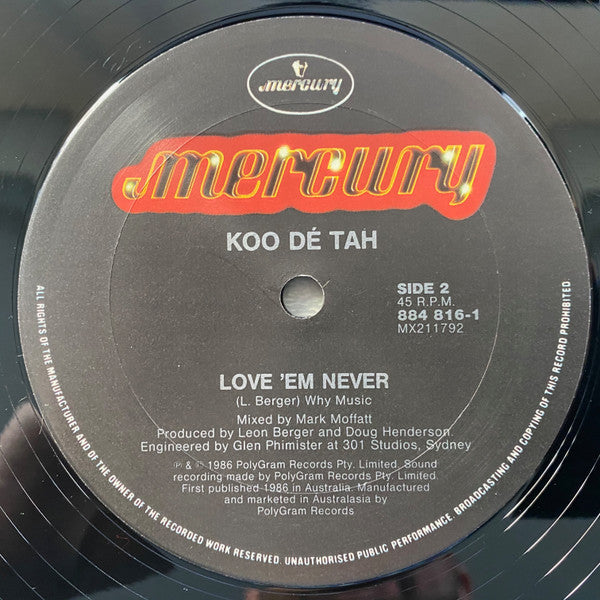 mercury
mercury
KOO DÉ TAH
SIDE 2
45 R.P.M.
884 816-1
MX211792
LOVE 'EM NEVER
(L. Berger) Why Music
Mixed by Mark Moffatt
Produced by Leon Berger and Doug Henderson.
Engineered by Glen Phimister at 301 Studios, Sydney
℗ & © 1986 PolyGram Records Pty. Limited. Sound
recording made by PolyGram Records Pty. Limited.
First published 1986 in Australia. Manufactured
and marketed in Australasia by
PolyGram Records
ALL RIGHTS OF THE MANUFACTURER AND OF THE OWNER OF THE RECORDED WORK RESERVED. UNAUTHORISED PUBLIC PERFORMANCE, BROADCASTING AND COPYING OF THIS RECORD PROHIBITED.